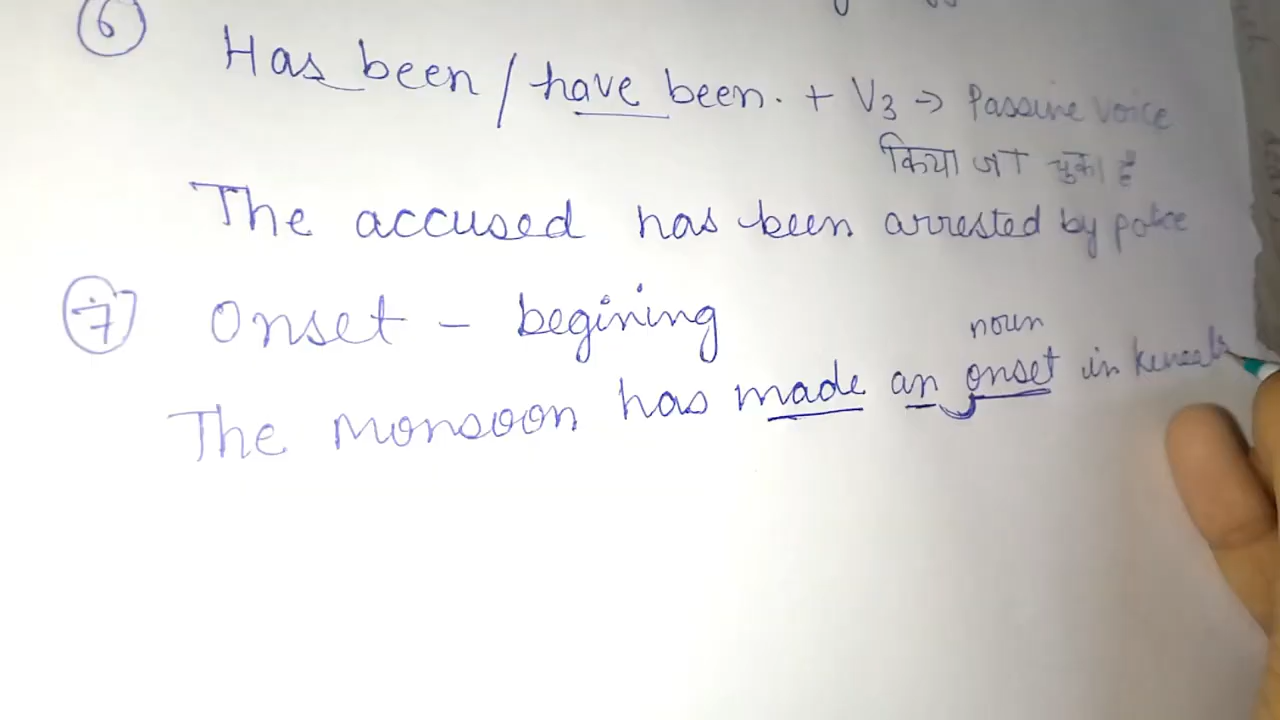 6
Has been / have been. + V3 → Passive voice
किया जा चुका है
The accused has been arrested by police
7 Onset - begining
noun
The Monsoon has made an onset in